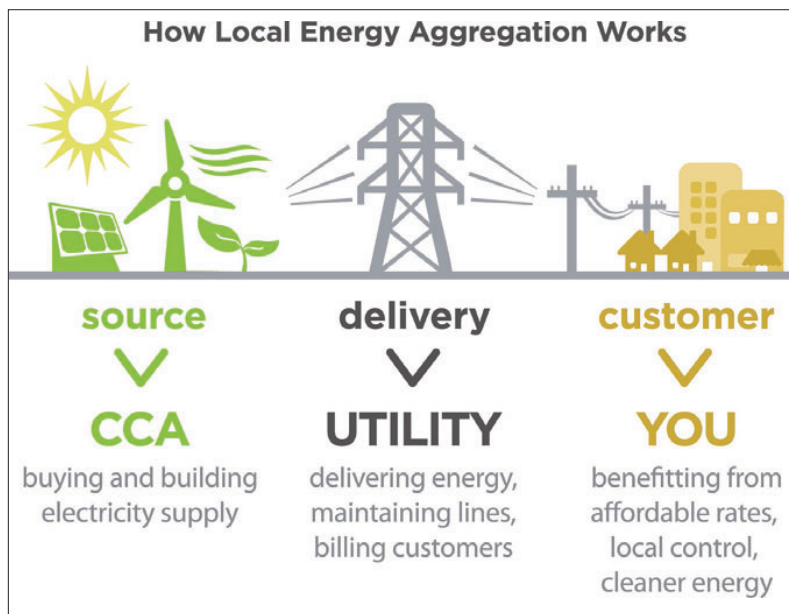 How Local Energy Aggregation Works
source
CCA
buying and building
electricity supply
delivery
UTILITY
delivering energy,
maintaining lines,
billing customers
customer
YOU
benefitting from
affordable rates,
local control,
cleaner energy